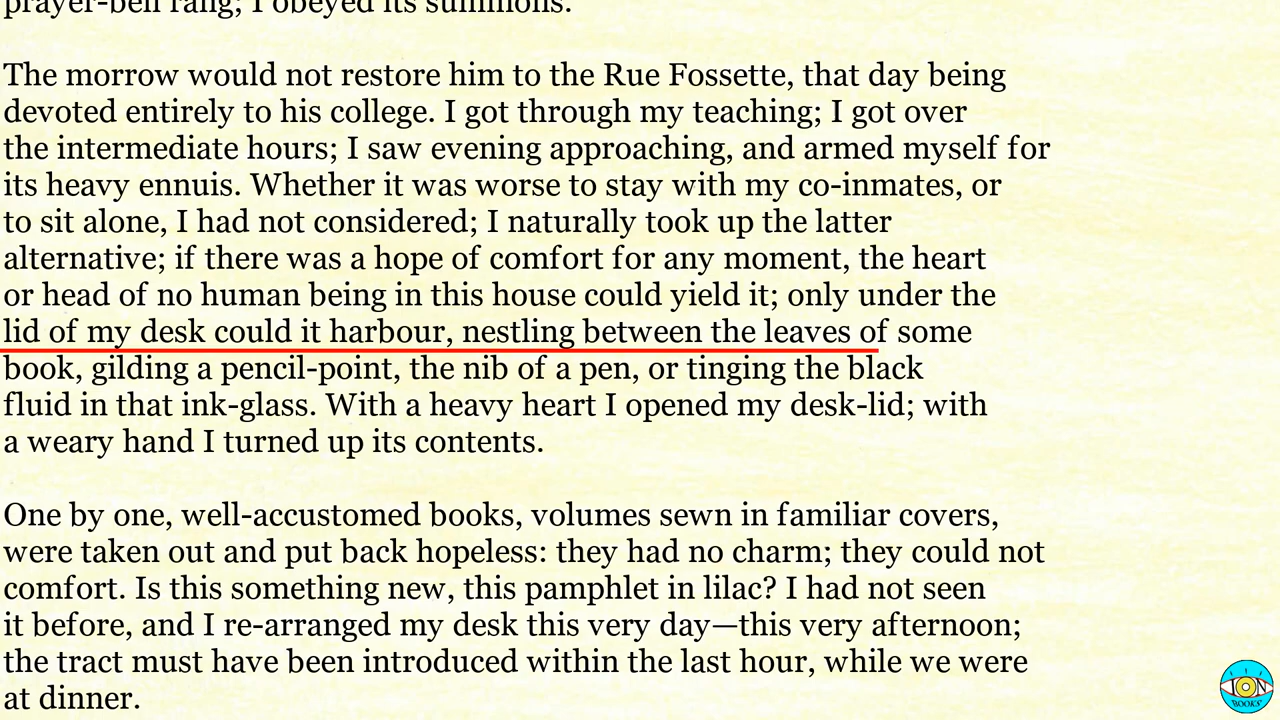 prayer-bell rang; I obeyed its summons.
The morrow would not restore him to the Rue Fossette, that day being
devoted entirely to his college. I got through my teaching; I got over
the intermediate hours; I saw evening approaching, and armed myself for
its heavy ennuis. Whether it was worse to stay with my co-inmates, or
to sit alone, I had not considered; I naturally took up the latter
alternative; if there was a hope of comfort for any moment, the heart
or head of no human being in this house could yield it; only under the
lid of my desk could it harbour, nestling between the leaves of some
book, gilding a pencil-point, the nib of a pen, or tinging the black
fluid in that ink-glass. With a heavy heart I opened my desk-lid; with
a weary hand I turned up its contents.
One by one, well-accustomed books, volumes sewn in familiar covers,
were taken out and put back hopeless: they had no charm; they could not
comfort. Is this something new, this pamphlet in lilac? I had not seen
it before, and I re-arranged my desk this very day—this very afternoon;
the tract must have been introduced within the last hour, while we were
at dinner.
ION
BOOKS